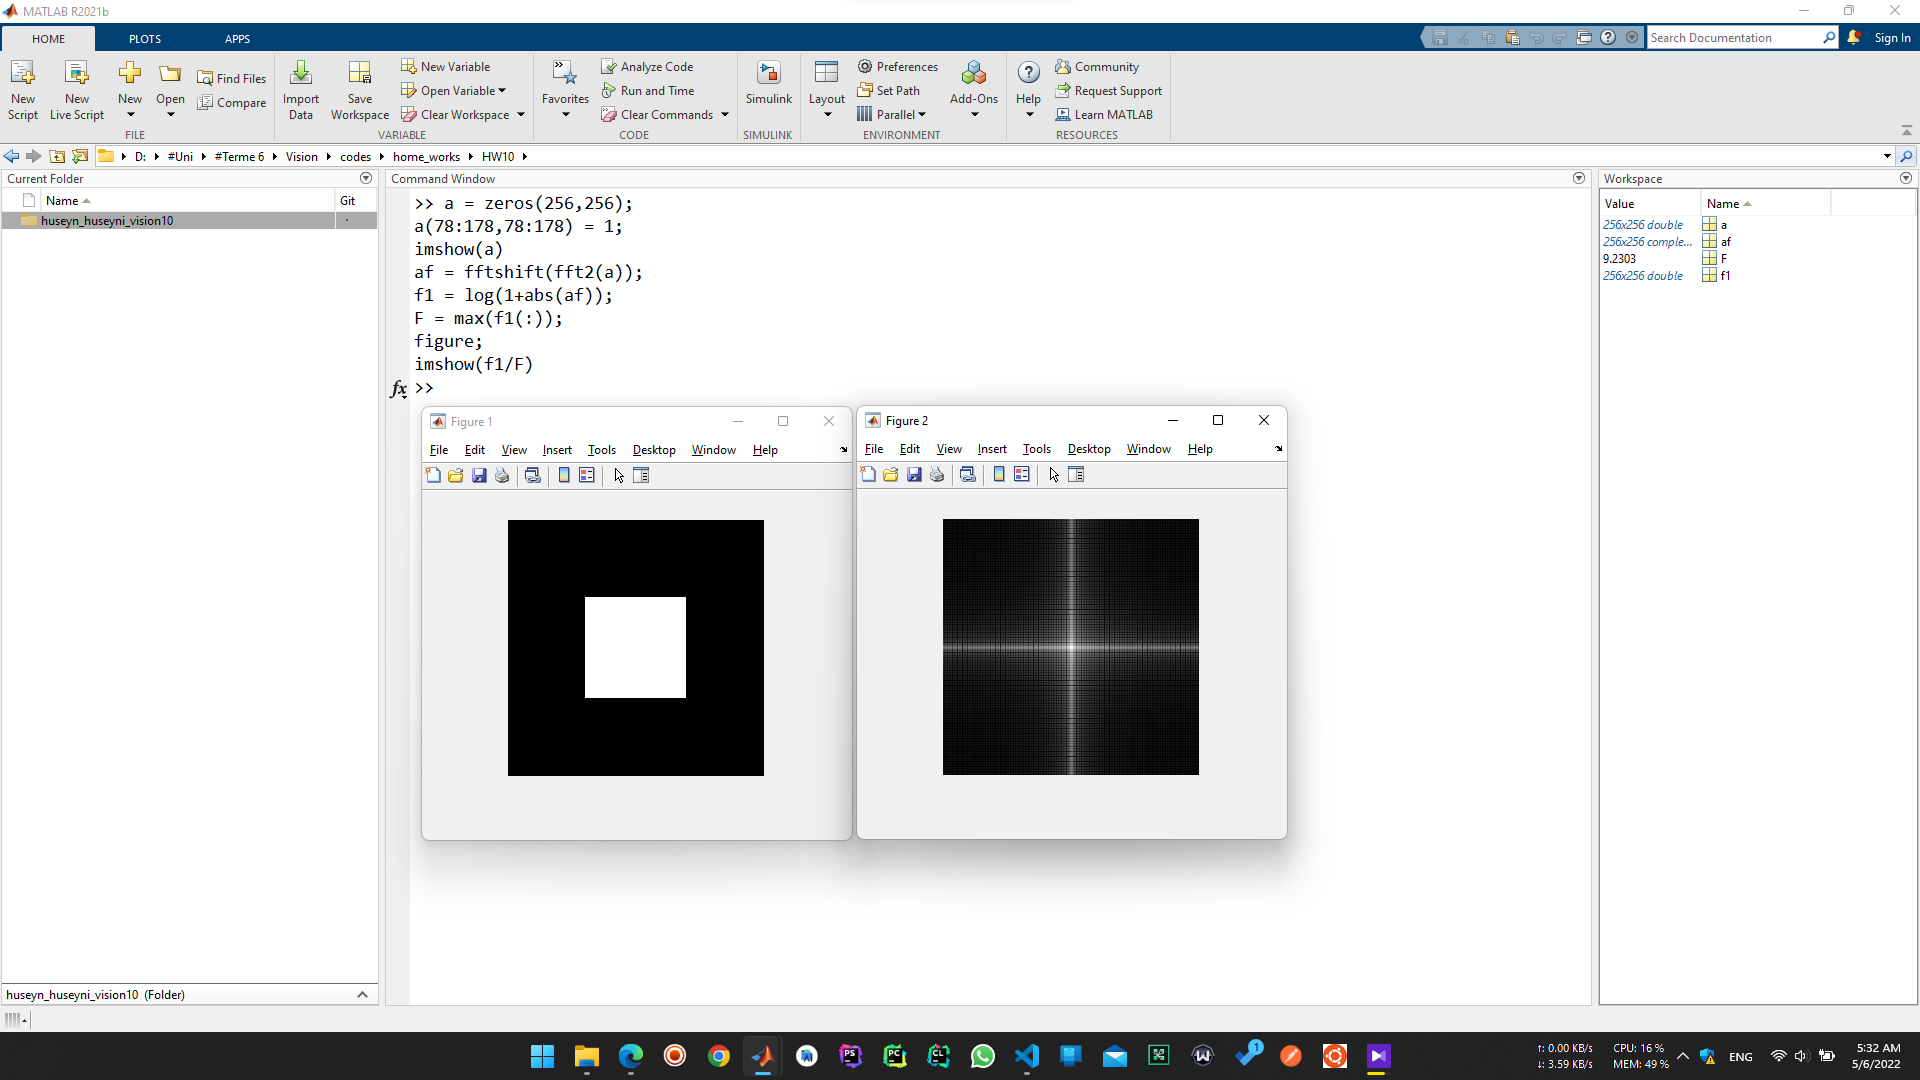 MATLAB R2021b
HOME PLOTS APPS
Search Documentation
Sign In
New Script
New Live Script
New
Open
Find Files
Compare
FILE
Import Data
Save Workspace
New Variable
Open Variable
Clear Workspace
VARIABLE
Favorites
Analyze Code
Run and Time
Clear Commands
CODE
Simulink
SIMULINK
Layout
Preferences
Set Path
Parallel
Add-Ons
ENVIRONMENT
Help
Community
Request Support
Learn MATLAB
RESOURCES
D: #Uni #Terme 6 Vision codes home_works HW10
Current Folder
Name Git
huseyn_huseyni_vision10
huseyn_huseyni_vision10 (Folder)
Command Window
>> a = zeros(256,256);
a(78:178,78:178) = 1;
imshow(a)
af = fftshift(fft2(a));
f1 = log(1+abs(af));
F = max(f1(:));
figure;
imshow(f1/F)
fx >>
Figure 1
File Edit View Insert Tools Desktop Window Help
Figure 2
File Edit View Insert Tools Desktop Window Help
Workspace
Value Name
256x256 double a
256x256 comple... af
9.2303 F
256x256 double f1
PS
PC
CL
1
↑: 0.00 KB/s
↓: 3.59 KB/s
CPU: 16 %
MEM: 49 %
ENG
5:32 AM
5/6/2022